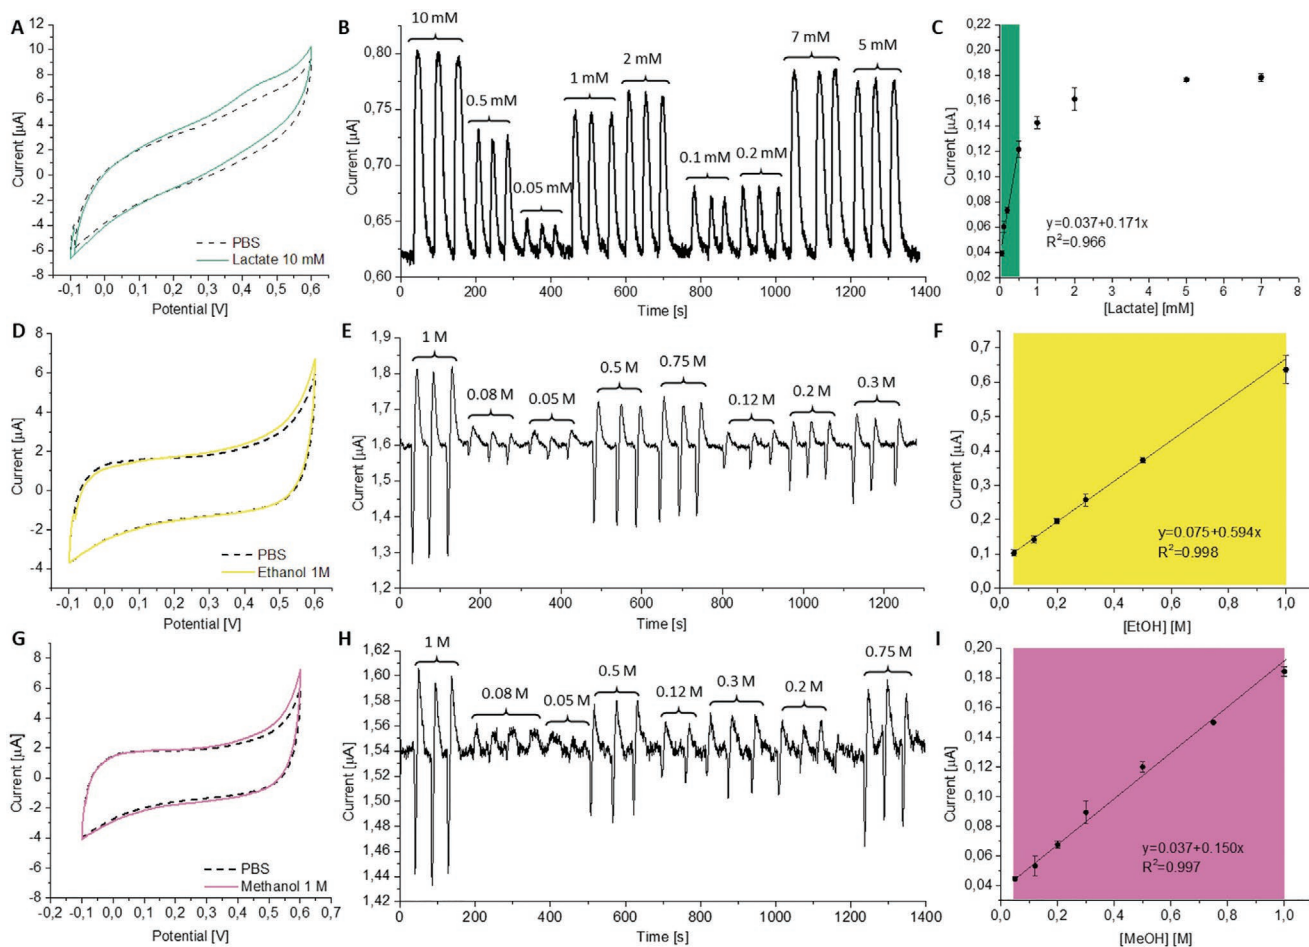 A
12
10
8
6
4
2
0
-2
-4
-6
-8
Current [µA]
PBS
Lactate 10 mM
-0,1 0,0 0,1 0,2 0,3 0,4 0,5 0,6
Potential [V]
B
10 mM
0.5 mM
0.05 mM
1 mM
2 mM
0.1 mM
0.2 mM
7 mM
5 mM
0,80
0,75
0,70
0,65
0,60
Current [µA]
0 200 400 600 800 1000 1200 1400
Time [s]
C
0,22
0,20
0,18
0,16
0,14
0,12
0,10
0,08
0,06
0,04
0,02
Current [µA]
y=0.037+0.171x
R²=0.966
0 1 2 3 4 5 6 7 8
[Lactate] [mM]
D
8
6
4
2
0
-2
-4
Current [µA]
PBS
Ethanol 1M
-0,1 0,0 0,1 0,2 0,3 0,4 0,5 0,6
Potential [V]
E
1 M
0.08 M
0.05 M
0.5 M
0.75 M
0.12 M
0.2 M
0.3 M
1,9
1,8
1,7
1,6
1,5
1,4
1,3
1,2
Current [µA]
0 200 400 600 800 1000 1200
Time [s]
F
0,7
0,6
0,5
0,4
0,3
0,2
0,1
0,0
Current [µA]
y=0.075+0.594x
R²=0.998
0,0 0,2 0,4 0,6 0,8 1,0
[EtOH] [M]
G
8
6
4
2
0
-2
-4
-6
-8
Current [µA]
PBS
Methanol 1 M
-0,2 -0,1 0,0 0,1 0,2 0,3 0,4 0,5 0,6 0,7
Potential [V]
H
1 M
0.08 M
0.05 M
0.5 M
0.12 M
0.3 M
0.2 M
0.75 M
1,62
1,60
1,58
1,56
1,54
1,52
1,50
1,48
1,46
1,44
1,42
Current [µA]
0 200 400 600 800 1000 1200 1400
Time [s]
I
0,20
0,18
0,16
0,14
0,12
0,10
0,08
0,06
0,04
Current [µA]
y=0.037+0.150x
R²=0.997
0,0 0,2 0,4 0,6 0,8 1,0
[MeOH] [M]